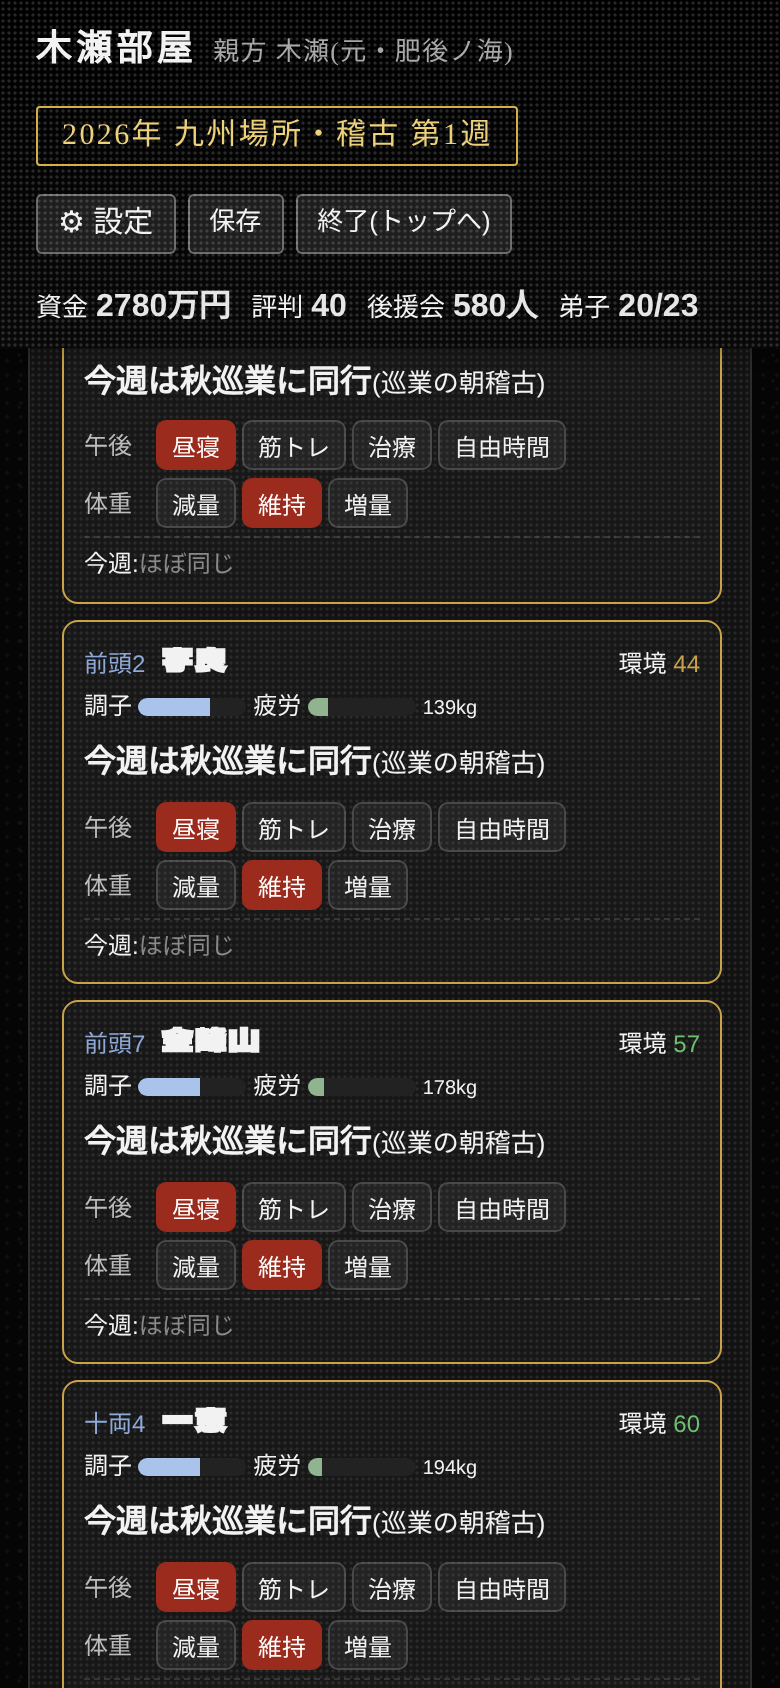 木瀬部屋 親方 木瀬(元・肥後ノ海)
2026年 九州場所・稽古 第1週
⚙ 設定 保存 終了(トップへ)
資金 2780万円 評判 40 後援会 580人 弟子 20/23
今週は秋巡業に同行(巡業の朝稽古)
午後 昼寝 筋トレ 治療 自由時間
体重 減量 維持 増量
今週:ほぼ同じ
前頭2 環境 44
調子 疲労 139kg
今週は秋巡業に同行(巡業の朝稽古)
午後 昼寝 筋トレ 治療 自由時間
体重 減量 維持 増量
今週:ほぼ同じ
前頭7 環境 57
調子 疲労 178kg
今週は秋巡業に同行(巡業の朝稽古)
午後 昼寝 筋トレ 治療 自由時間
体重 減量 維持 増量
今週:ほぼ同じ
十両4 環境 60
調子 疲労 194kg
今週は秋巡業に同行(巡業の朝稽古)
午後 昼寝 筋トレ 治療 自由時間
体重 減量 維持 増量